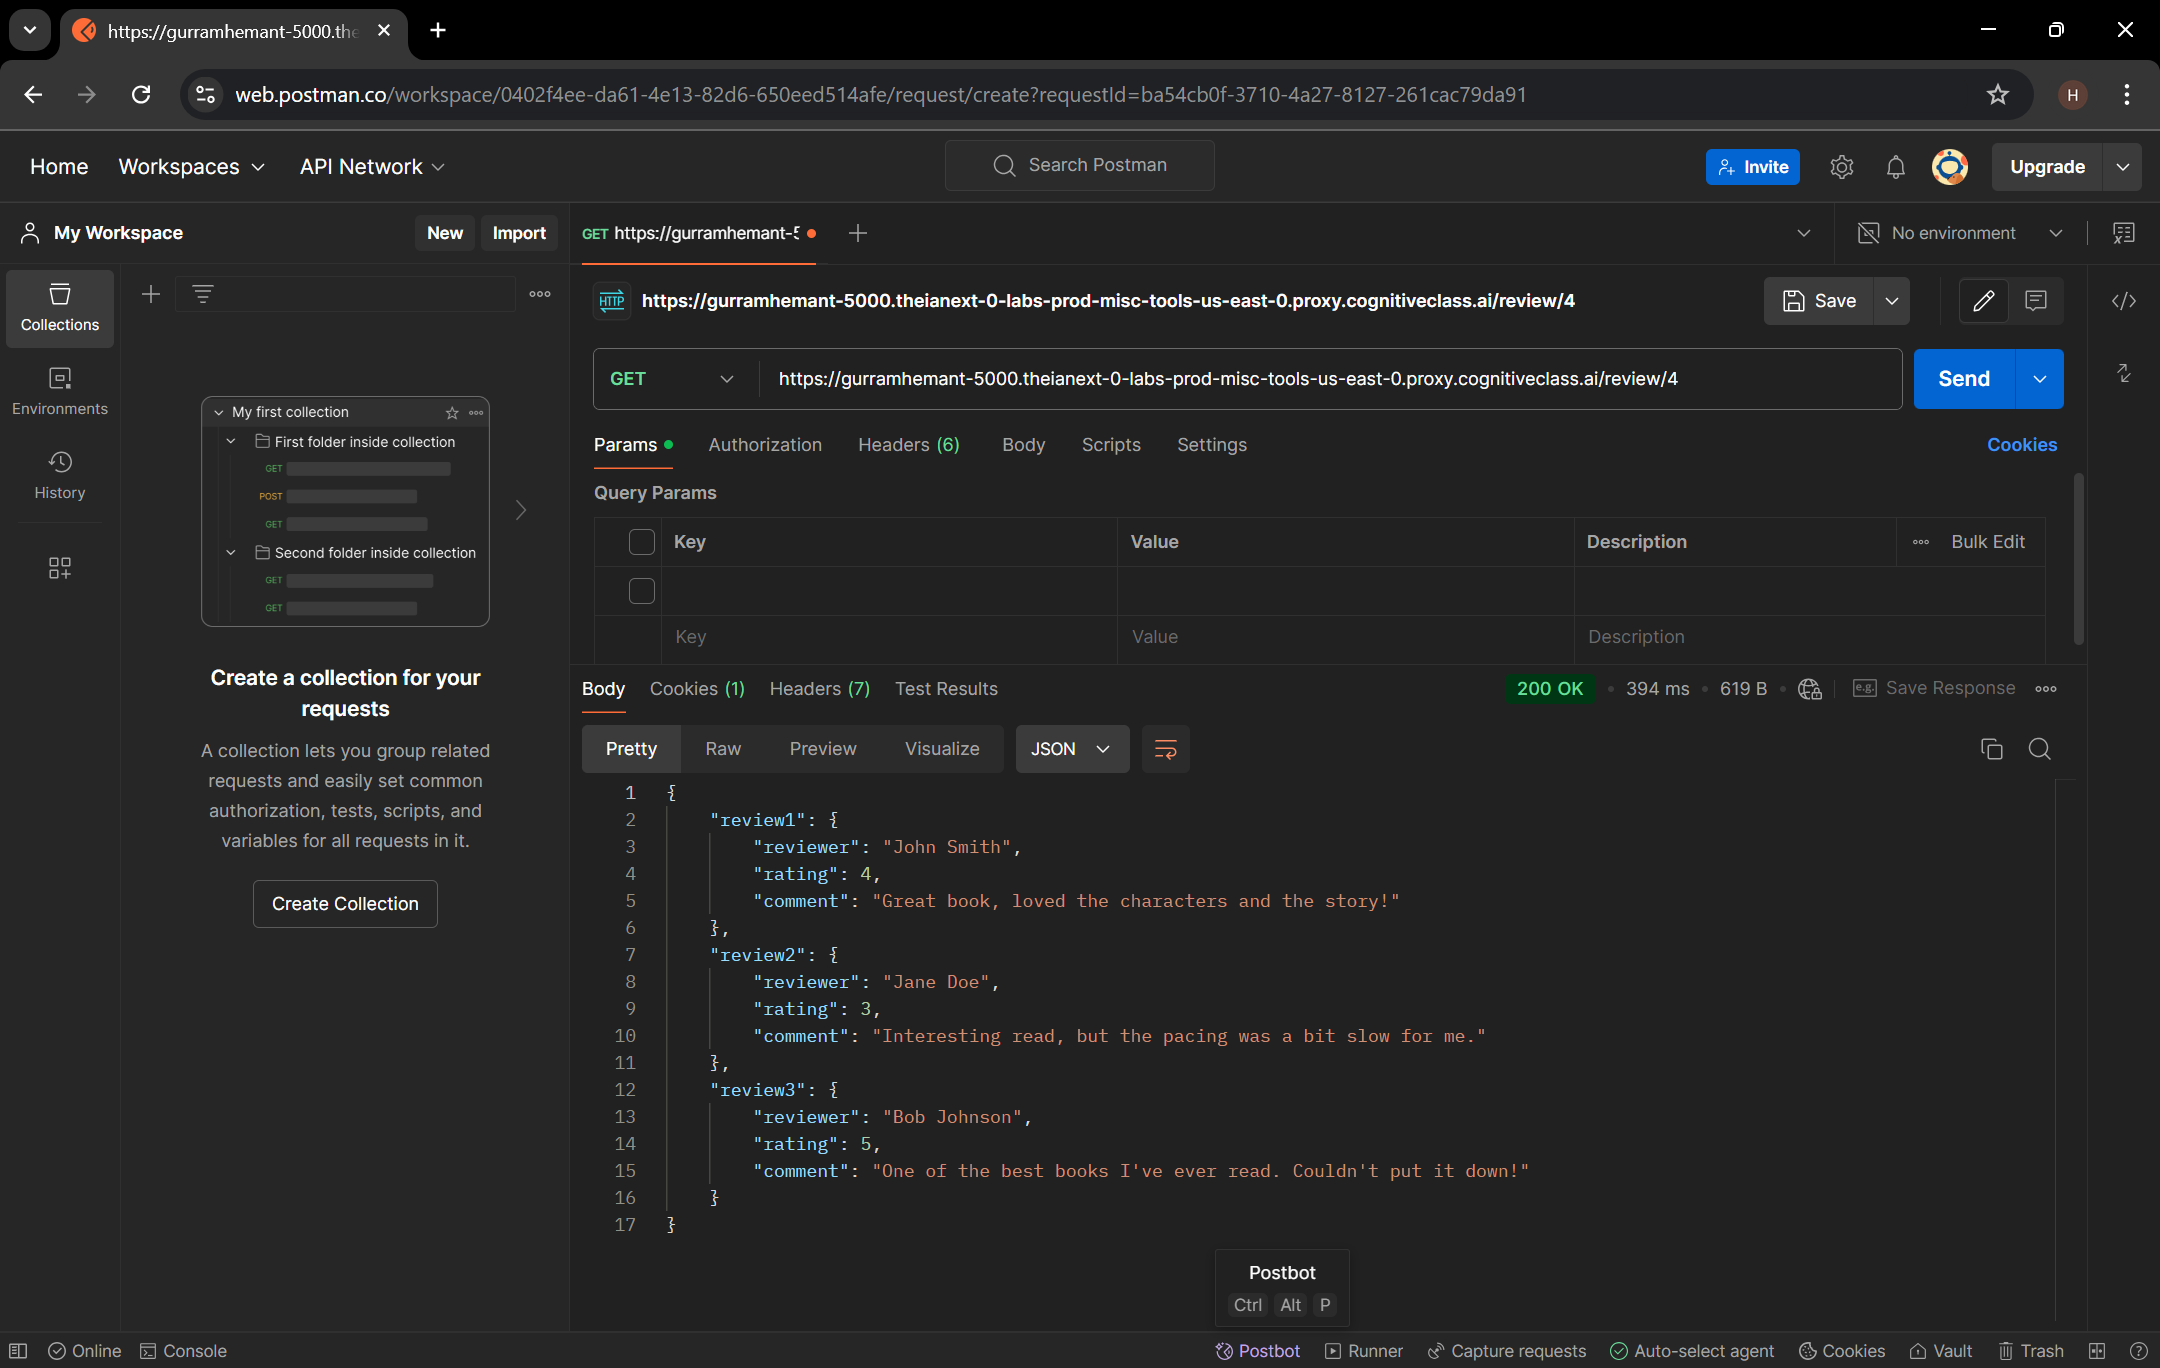 https://gurramhemant-5000.the
web.postman.co/workspace/0402f4ee-da61-4e13-82d6-650eed514afe/request/create?requestId=ba54cb0f-3710-4a27-8127-261cac79da91
H
Home Workspaces API Network
Search Postman
Invite
Upgrade
My Workspace
New
Import
GET https://gurramhemant-5
No environment
Collections
Environments
History
My first collection
First folder inside collection
GET
POST
GET
Second folder inside collection
GET
GET
Create a collection for your
requests
A collection lets you group related
requests and easily set common
authorization, tests, scripts, and
variables for all requests in it.
Create Collection
HTTP https://gurramhemant-5000.theianext-0-labs-prod-misc-tools-us-east-0.proxy.cognitiveclass.ai/review/4
Save
GET https://gurramhemant-5000.theianext-0-labs-prod-misc-tools-us-east-0.proxy.cognitiveclass.ai/review/4
Send
Params Authorization Headers (6) Body Scripts Settings
Cookies
Query Params
Key Value Description Bulk Edit
Key Value Description
Body Cookies (1) Headers (7) Test Results
200 OK • 394 ms • 619 B
e.g. Save Response
Pretty Raw Preview Visualize JSON
1 {
2 "review1": {
3 "reviewer": "John Smith",
4 "rating": 4,
5 "comment": "Great book, loved the characters and the story!"
6 },
7 "review2": {
8 "reviewer": "Jane Doe",
9 "rating": 3,
10 "comment": "Interesting read, but the pacing was a bit slow for me."
11 },
12 "review3": {
13 "reviewer": "Bob Johnson",
14 "rating": 5,
15 "comment": "One of the best books I've ever read. Couldn't put it down!"
16 }
17 }
Postbot
Ctrl Alt P
Online Console
Postbot Runner Capture requests Auto-select agent Cookies Vault Trash